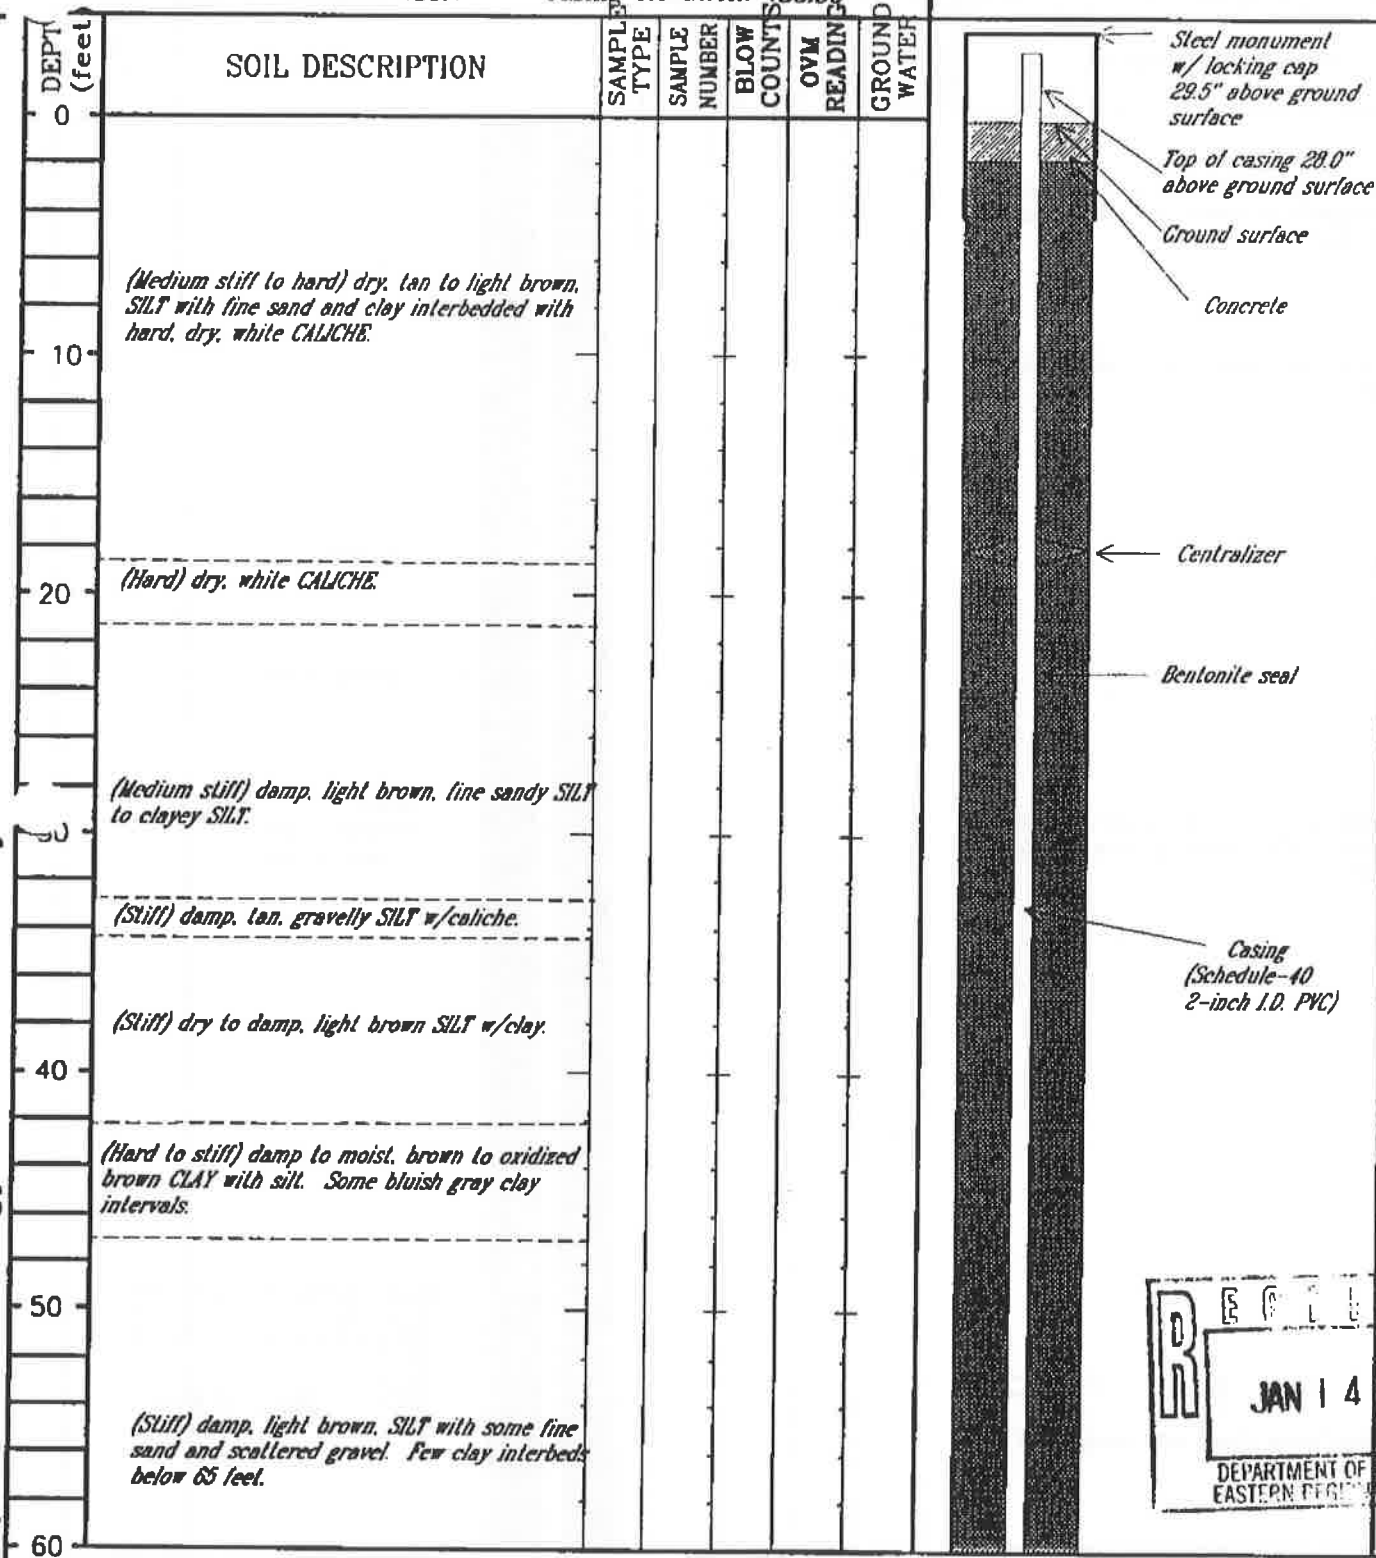 DEPT
(feet
SOIL DESCRIPTION
SAMPLE
TYPE
SAMPLE
NUMBER
BLOW
COUNTS
OVM
READING
GROUND
WATER
0
10
20
40
50
60
(Medium stiff to hard) dry, tan to light brown,
SILT with fine sand and clay interbedded with
hard, dry, white CALICHE.
(Hard) dry, white CALICHE.
(Medium stiff) damp, light brown, fine sandy SILT
to clayey SILT.
(Stiff) damp, tan, gravelly SILT w/caliche.
(Stiff) dry to damp, light brown SILT w/clay.
(Hard to stiff) damp to moist, brown to oxidized
brown CLAY with silt. Some bluish gray clay
intervals.
(Stiff) damp, light brown, SILT with some fine
sand and scattered gravel. Few clay interbeds
below 65 feet.
Steel monument
w/ locking cap
29.5" above ground
surface
Top of casing 28.0"
above ground surface
Ground surface
Concrete
Centralizer
Bentonite seal
Casing
(Schedule-40
2-inch I.D. PVC)
R E
JAN 14
DEPARTMENT OF
EASTERN